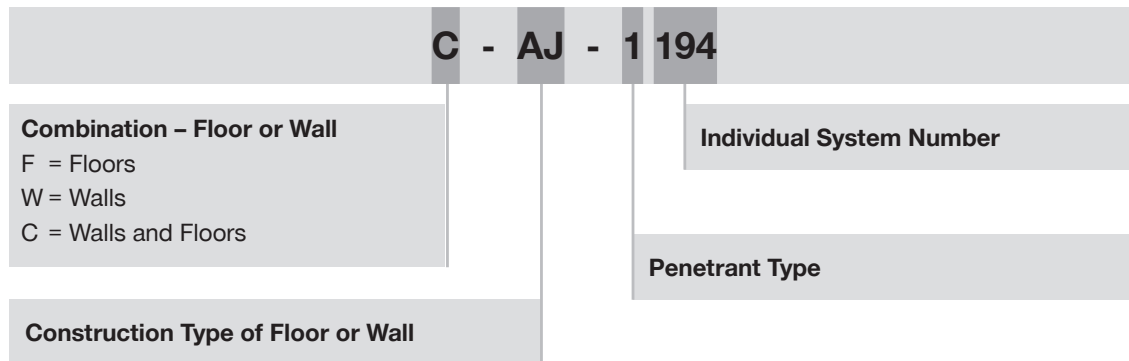 C - AJ - 1 194
Combination – Floor or Wall
F = Floors
W = Walls
C = Walls and Floors
Individual System Number
Penetrant Type
Construction Type of Floor or Wall